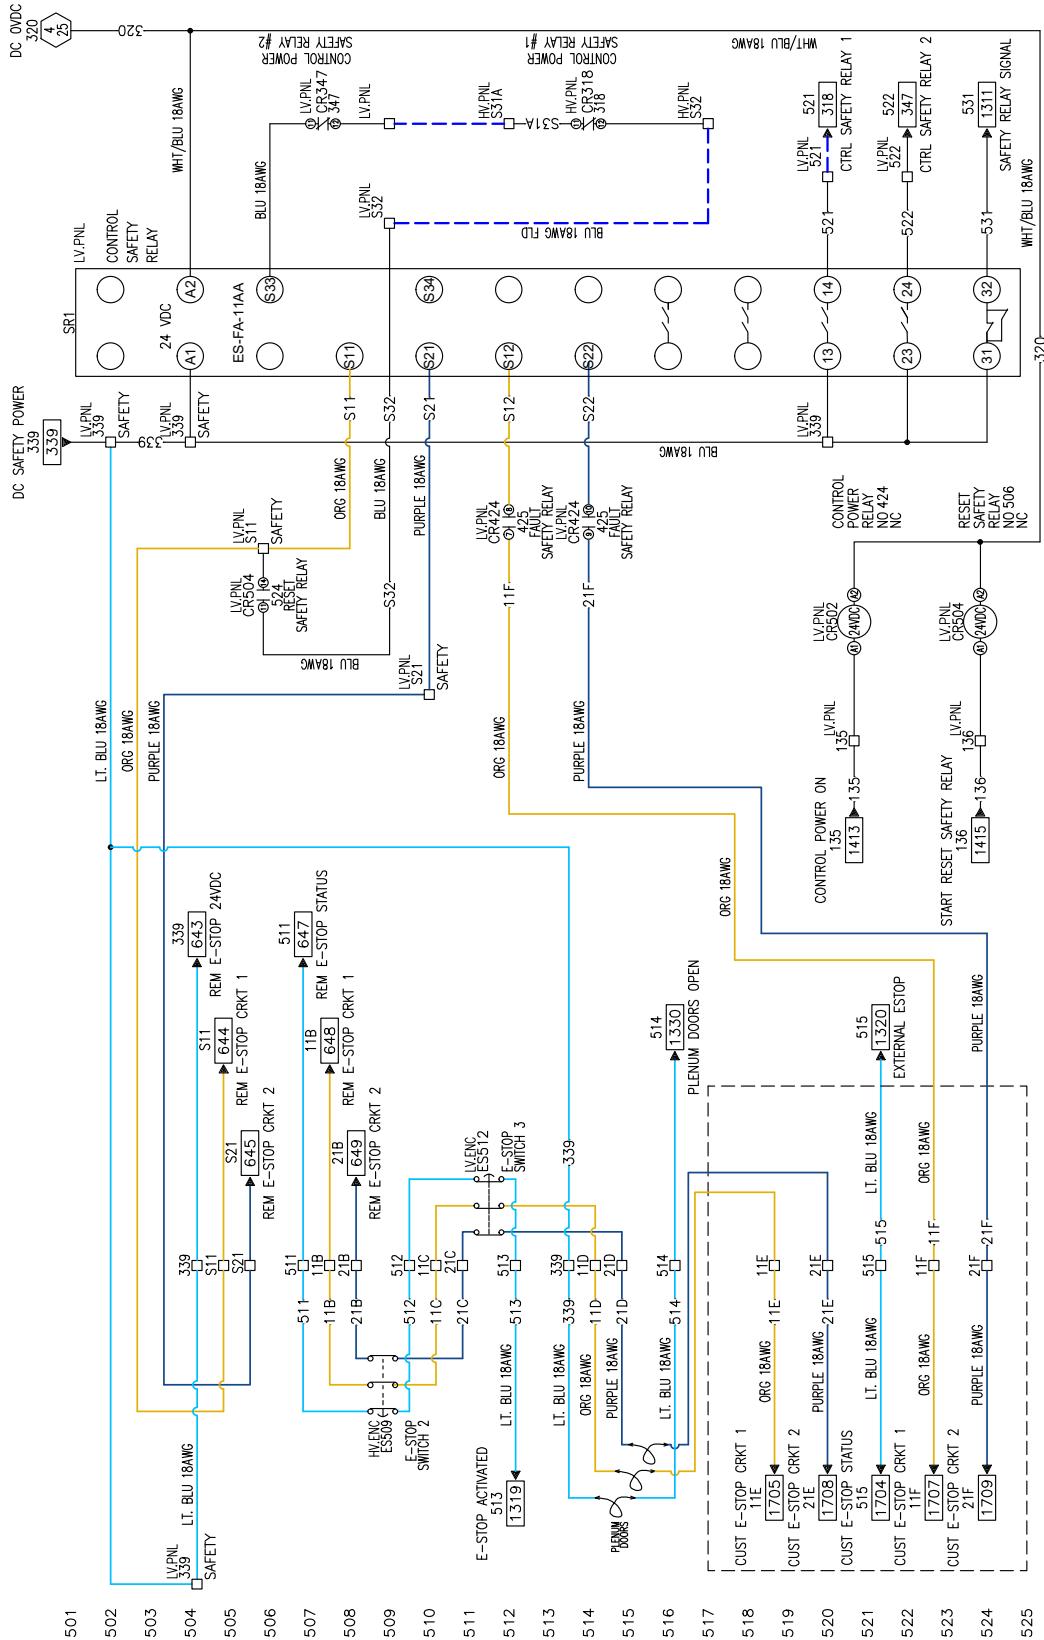 501
502
503
504
505
506
507
508
509
510
511
512
513
514
515
516
517
518
519
520
521
522
523
524
525
DC SAFETY POWER
339
339
LV.PNL
339
SAFETY
339
LV.PNL
339
SAFETY
DC 0VDC
320
4
25
320
LV.PNL
339
SAFETY
LT. BLU 18AWG
LT. BLU 18AWG
ORG 18AWG
PURPLE 18AWG
339
S11
S21
339
643
REM E-STOP 24VDC
S11
644
REM E-STOP CRKT 1
S21
645
REM E-STOP CRKT 2
511
11B
21B
511
11B
21B
511
647
REM E-STOP STATUS
11B
648
REM E-STOP CRKT 1
21B
649
REM E-STOP CRKT 2
HV.ENC
ES509
E-STOP
SWITCH 2
512
11C
21C
512
11C
21C
LV.ENC
ES512
E-STOP
SWITCH 3
E-STOP ACTIVATED
513
1319
LT. BLU 18AWG
513
513
LT. BLU 18AWG
339
339
339
ORG 18AWG
11D
11D
PURPLE 18AWG
21D
21D
PLENUM
DOORS
LT. BLU 18AWG
514
514
514
1330
PLENUM DOORS OPEN
CUST E-STOP CRKT 1
11E
1705
ORG 18AWG
11E
11E
CUST E-STOP CRKT 2
21E
1708
PURPLE 18AWG
21E
21E
CUST E-STOP STATUS
515
1704
LT. BLU 18AWG
515
515
LT. BLU 18AWG
515
1320
EXTERNAL ESTOP
CUST E-STOP CRKT 1
11F
1707
ORG 18AWG
11F
11F
ORG 18AWG
CUST E-STOP CRKT 2
21F
1709
PURPLE 18AWG
21F
21F
PURPLE 18AWG
ORG 18AWG
LV.PNL
S11
SAFETY
LV.PNL
CR504
13
14
524
RESET
SAFETY RELAY
BLU 18AWG
ORG 18AWG
S11
BLU 18AWG
S32
S32
PURPLE 18AWG
S21
LV.PNL
S21
SAFETY
ORG 18AWG
11F
LV.PNL
CR424
7
8
425
FAULT
SAFETY RELAY
S12
PURPLE 18AWG
21F
LV.PNL
CR424
9
10
425
FAULT
SAFETY RELAY
S22
BLU 18AWG
LV.PNL
339
SR1
LV.PNL
CONTROL
SAFETY
RELAY
24 VDC
ES-FA-11AA
A1
A2
S33
S11
S21
S34
S12
S22
13
14
23
24
31
32
WHT/BLU 18AWG
BLU 18AWG
LV.PNL
CR347
11
12
347
CONTROL POWER
SAFETY RELAY #2
LV.PNL
LV.PNL
S32
HV.PNL
S31A
S31A
HV.PNL
CR318
11
12
318
CONTROL POWER
SAFETY RELAY #1
HV.PNL
S32
BLU 18AWG FLD
WHT/BLU 18AWG
521
LV.PNL
521
521
318
CTRL SAFETY RELAY 1
522
LV.PNL
522
522
347
CTRL SAFETY RELAY 2
531
531
1311
SAFETY RELAY SIGNAL
WHT/BLU 18AWG
320
CONTROL POWER ON
135
1413
135
LV.PNL
135
LV.PNL
CR502
A1
24VDC
A2
CONTROL
POWER
RELAY
NO 424
NC
START RESET SAFETY RELAY
136
1415
136
LV.PNL
136
LV.PNL
CR504
A1
24VDC
A2
RESET
SAFETY
RELAY
NO 506
NC